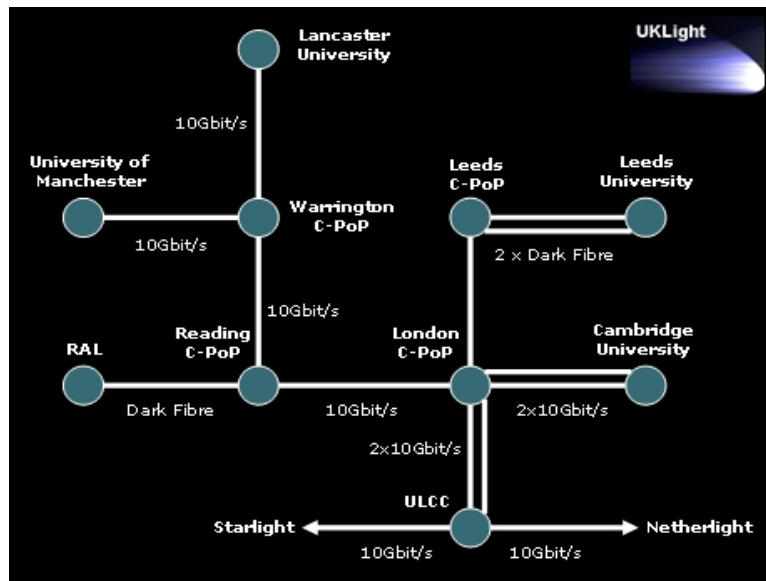 UKLight
Lancaster
University
10Gbit/s
University of
Manchester
Leeds
C-PoP
Leeds
University
Warrington
C-PoP
10Gbit/s
2 x Dark Fibre
10Gbit/s
RAL
Reading
C-PoP
London
C-PoP
Cambridge
University
Dark Fibre
10Gbit/s
2x10Gbit/s
2x10Gbit/s
ULCC
Starlight
Netherlight
10Gbit/s
10Gbit/s